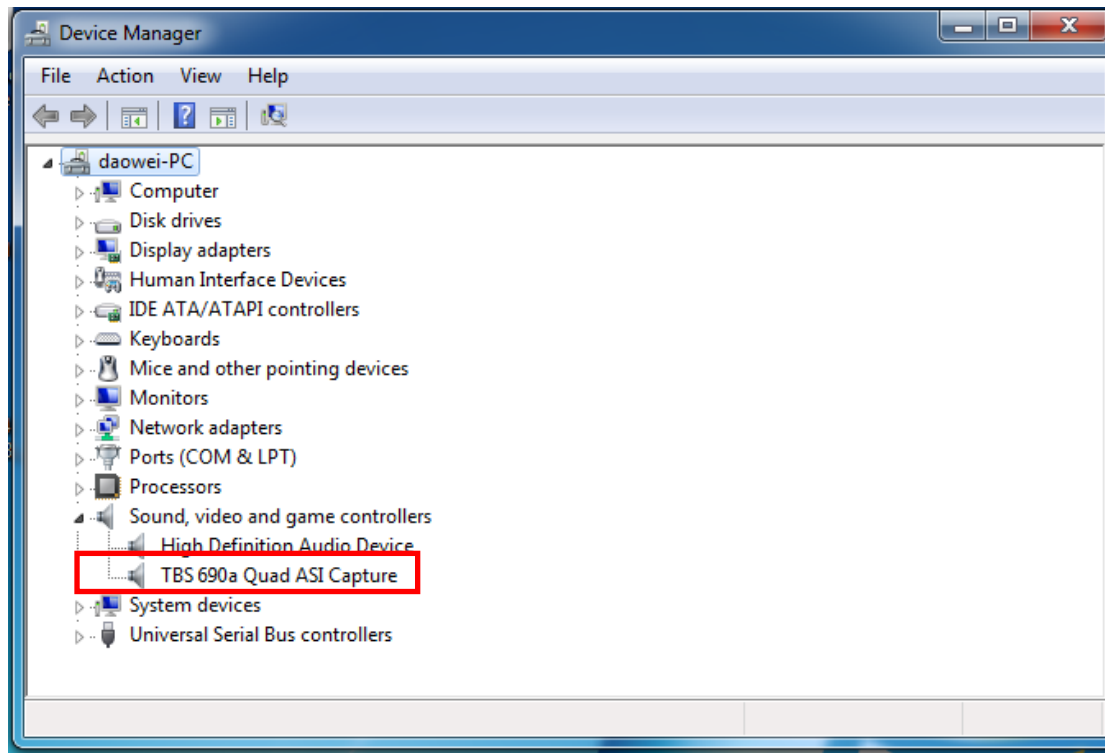 Device Manager
File Action View Help
daowei-PC
Computer
Disk drives
Display adapters
Human Interface Devices
IDE ATA/ATAPI controllers
Keyboards
Mice and other pointing devices
Monitors
Network adapters
Ports (COM & LPT)
Processors
Sound, video and game controllers
High Definition Audio Device
TBS 690a Quad ASI Capture
System devices
Universal Serial Bus controllers